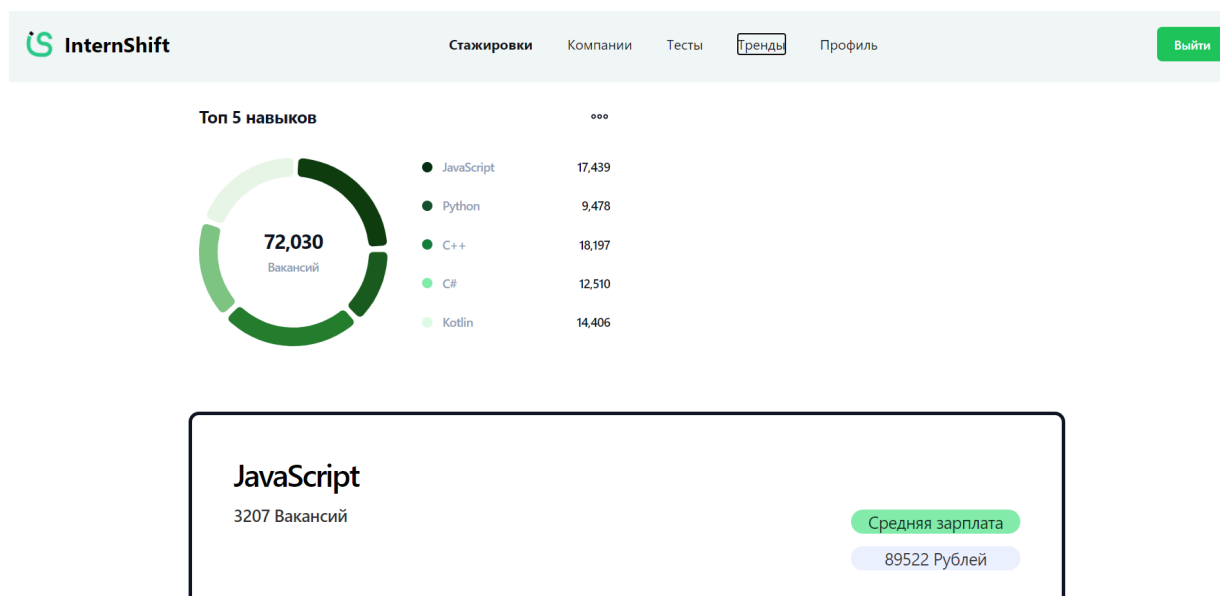 InternShift
Стажировки Компании Тесты Тренды Профиль Выйти
Топ 5 навыков
72,030
Вакансий
JavaScript 17,439
Python 9,478
C++ 18,197
C# 12,510
Kotlin 14,406
JavaScript
3207 Вакансий
Средняя зарплата
89522 Рублей